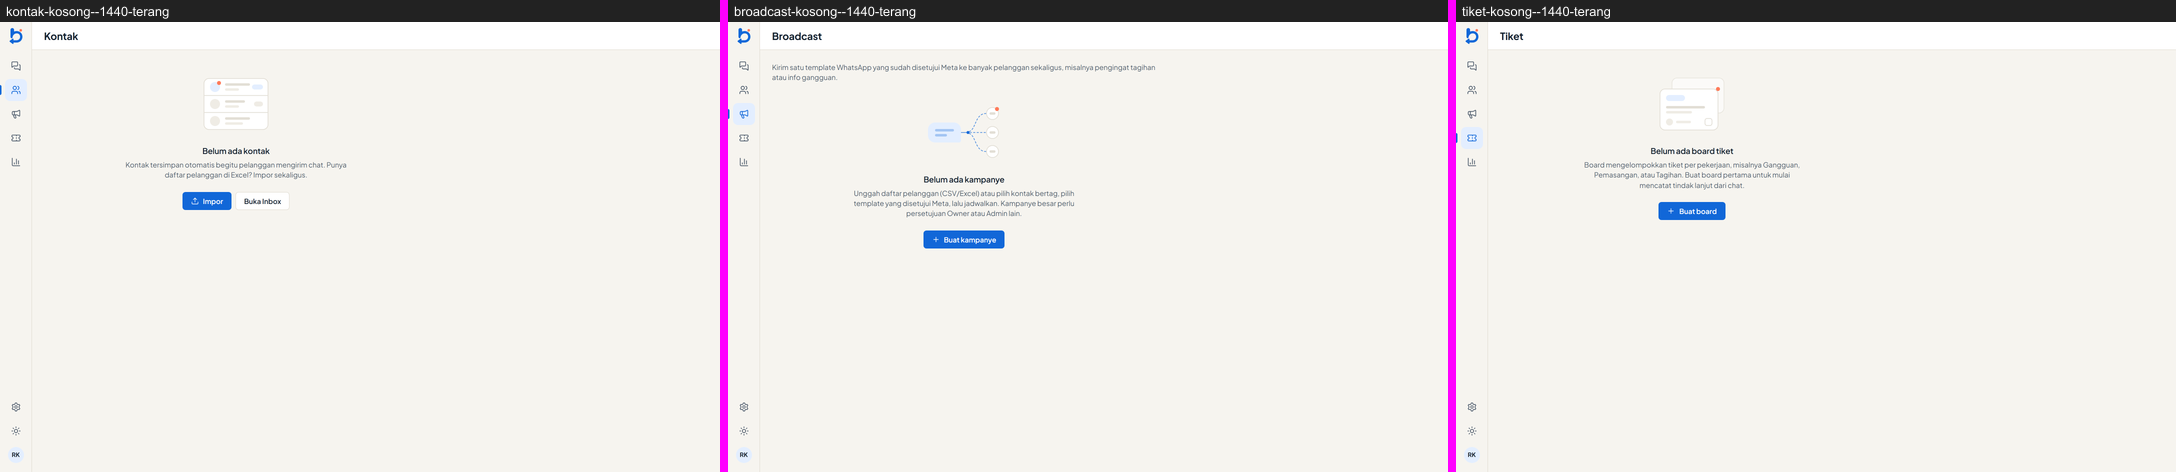 kontak-kosong--1440-terang
Kontak
Belum ada kontak
Kontak tersimpan otomatis begitu pelanggan mengirim chat. Punya
daftar pelanggan di Excel? Impor sekaligus.
Impor
Buka Inbox
RK
broadcast-kosong--1440-terang
Broadcast
Kirim satu template WhatsApp yang sudah disetujui Meta ke banyak pelanggan sekaligus, misalnya pengingat tagihan
atau info gangguan.
Belum ada kampanye
Unggah daftar pelanggan (CSV/Excel) atau pilih kontak bertag, pilih
template yang disetujui Meta, lalu jadwalkan. Kampanye besar perlu
persetujuan Owner atau Admin lain.
Buat kampanye
RK
tiket-kosong--1440-terang
Tiket
Belum ada board tiket
Board mengelompokkan tiket per pekerjaan, misalnya Gangguan,
Pemasangan, atau Tagihan. Buat board pertama untuk mulai
mencatat tindak lanjut dari chat.
Buat board
RK